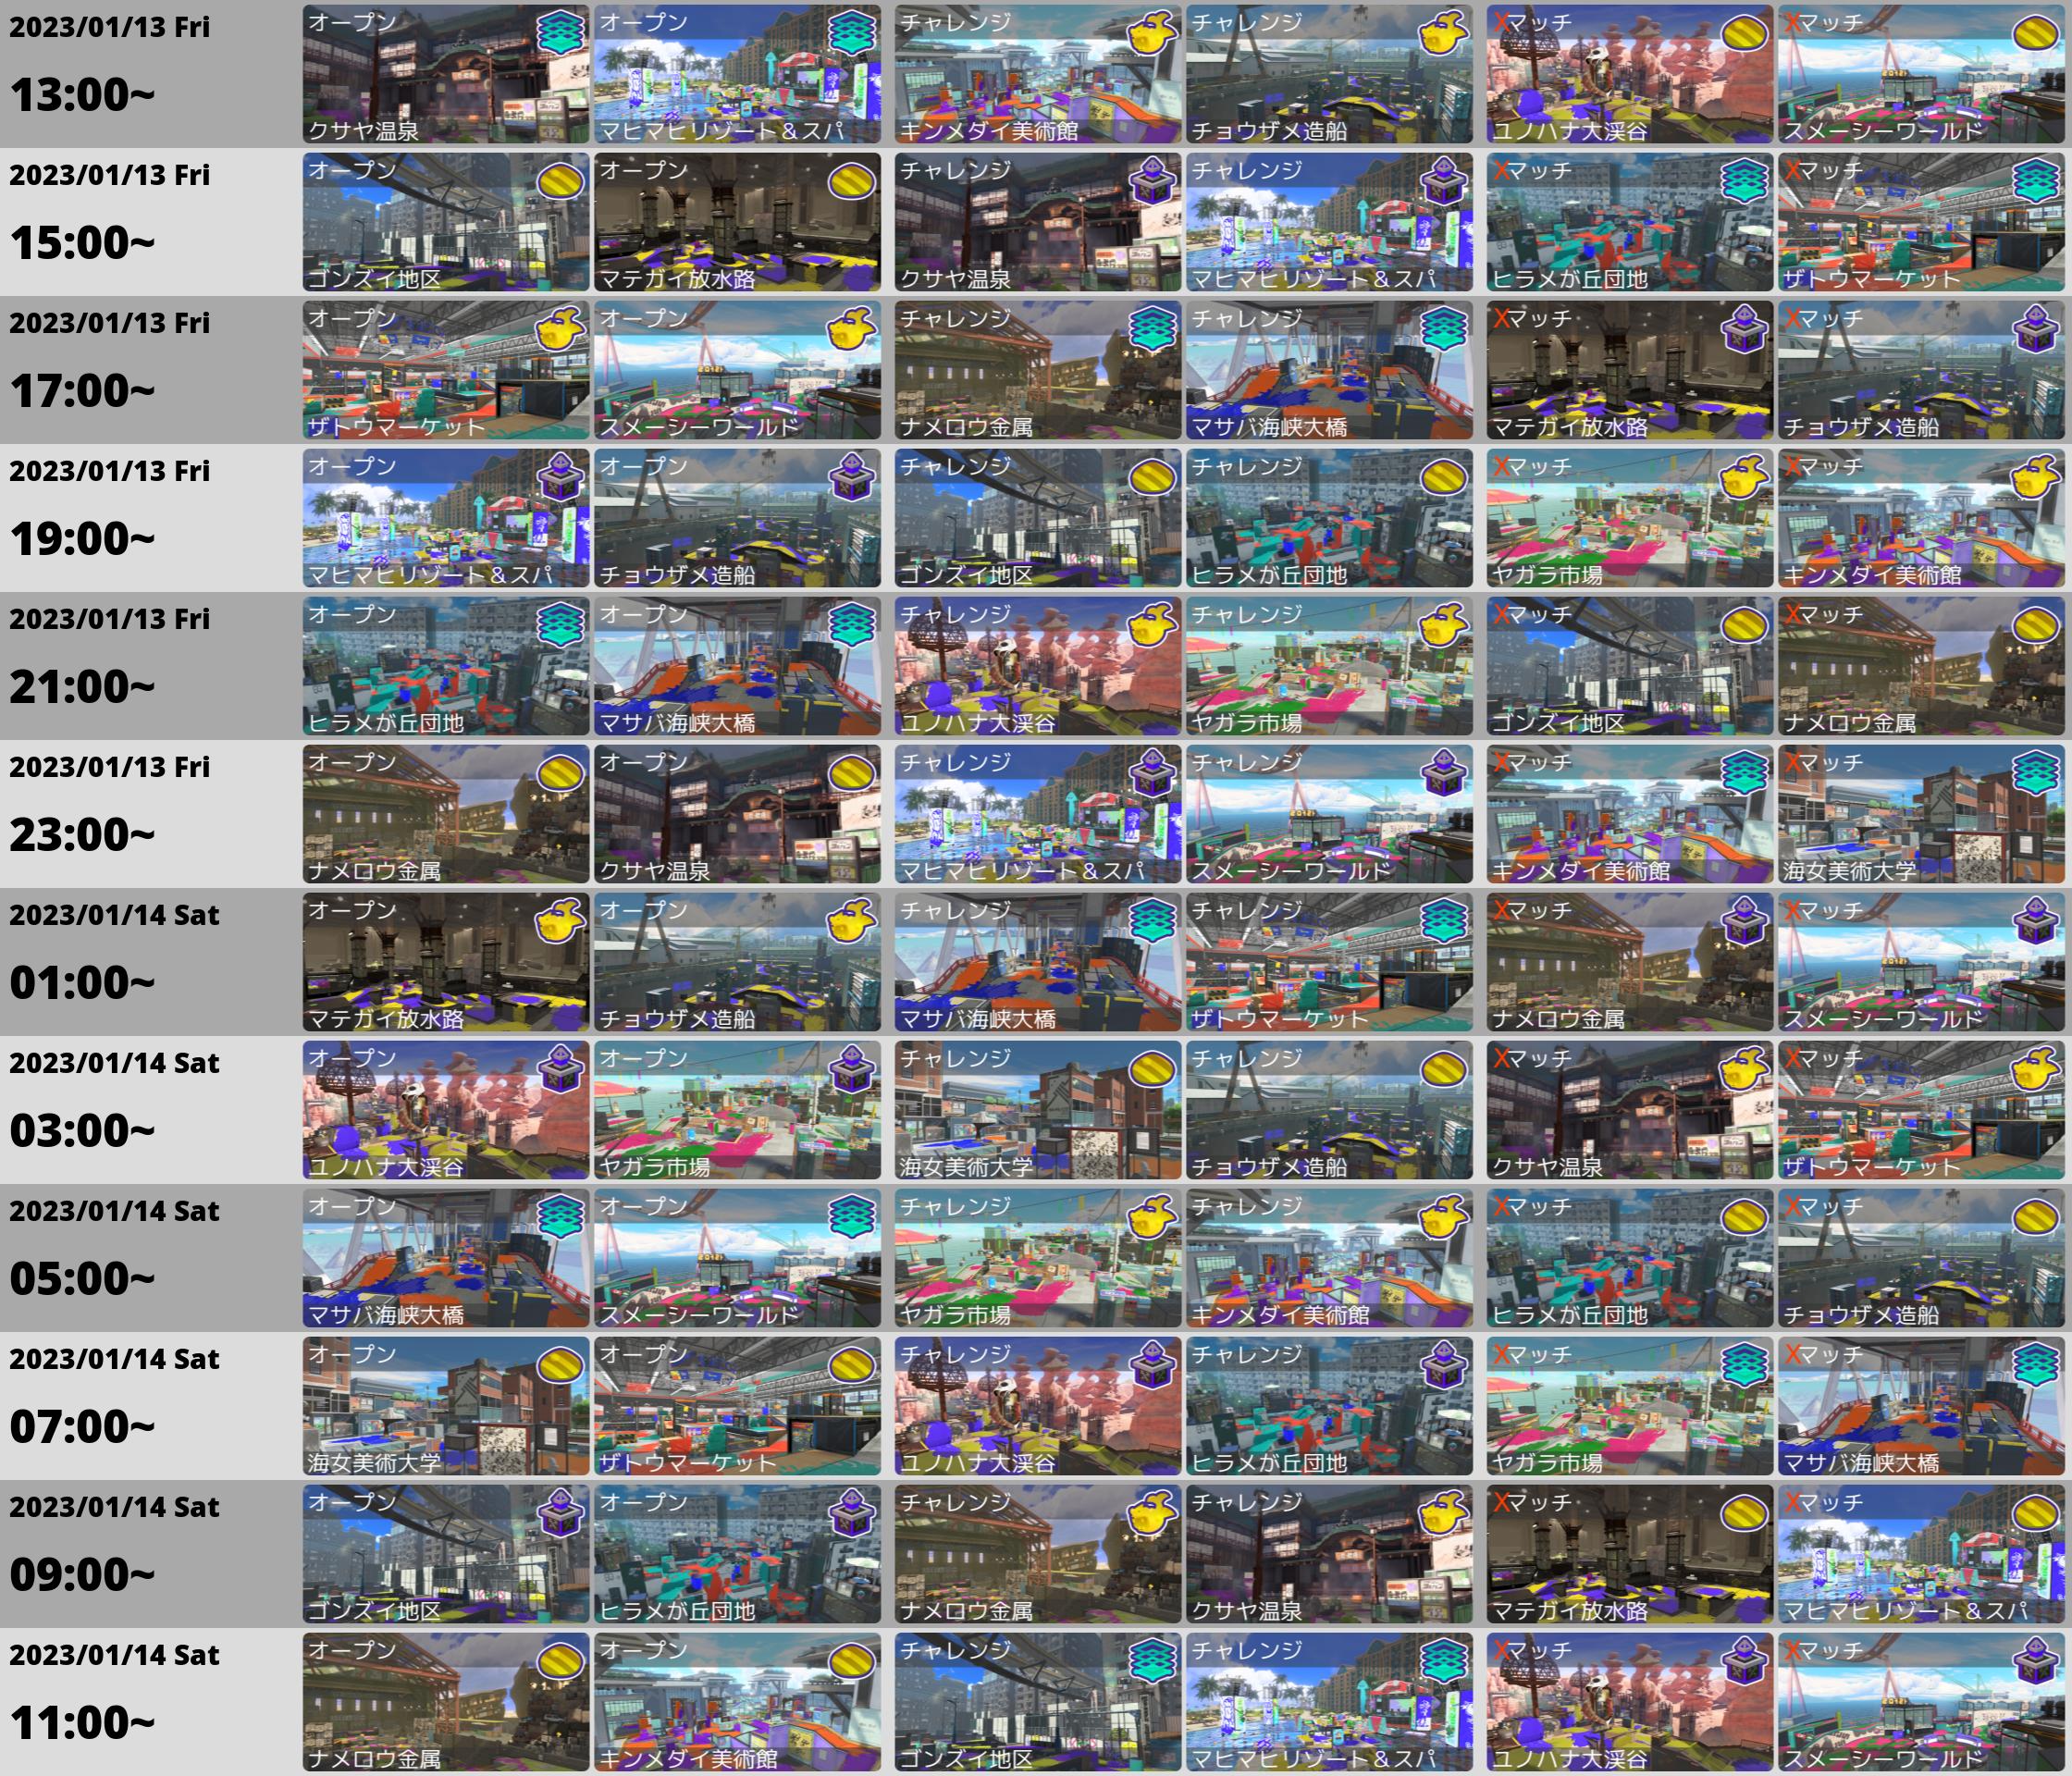 2023/01/13 Fri
13:00~
オープン オープン チャレンジ チャレンジ Xマッチ Xマッチ
クサヤ温泉 マヒマヒリゾート＆スパ キンメダイ美術館 チョウザメ造船 ユノハナ大渓谷 スメーシーワールド
2023/01/13 Fri
15:00~
オープン オープン チャレンジ チャレンジ Xマッチ Xマッチ
ゴンズイ地区 マテガイ放水路 クサヤ温泉 マヒマヒリゾート＆スパ ヒラメが丘団地 ザトウマーケット
2023/01/13 Fri
17:00~
オープン オープン チャレンジ チャレンジ Xマッチ Xマッチ
ザトウマーケット スメーシーワールド ナメロウ金属 マサバ海峡大橋 マテガイ放水路 チョウザメ造船
2023/01/13 Fri
19:00~
オープン オープン チャレンジ チャレンジ Xマッチ Xマッチ
マヒマヒリゾート＆スパ チョウザメ造船 ゴンズイ地区 ヒラメが丘団地 ヤガラ市場 キンメダイ美術館
2023/01/13 Fri
21:00~
オープン オープン チャレンジ チャレンジ Xマッチ Xマッチ
ヒラメが丘団地 マサバ海峡大橋 ユノハナ大渓谷 ヤガラ市場 ゴンズイ地区 ナメロウ金属
2023/01/13 Fri
23:00~
オープン オープン チャレンジ チャレンジ Xマッチ Xマッチ
ナメロウ金属 クサヤ温泉 マヒマヒリゾート＆スパ スメーシーワールド キンメダイ美術館 海女美術大学
2023/01/14 Sat
01:00~
オープン オープン チャレンジ チャレンジ Xマッチ Xマッチ
マテガイ放水路 チョウザメ造船 マサバ海峡大橋 ザトウマーケット ナメロウ金属 スメーシーワールド
2023/01/14 Sat
03:00~
オープン オープン チャレンジ チャレンジ Xマッチ Xマッチ
ユノハナ大渓谷 ヤガラ市場 海女美術大学 チョウザメ造船 クサヤ温泉 ザトウマーケット
2023/01/14 Sat
05:00~
オープン オープン チャレンジ チャレンジ Xマッチ Xマッチ
マサバ海峡大橋 スメーシーワールド ヤガラ市場 キンメダイ美術館 ヒラメが丘団地 チョウザメ造船
2023/01/14 Sat
07:00~
オープン オープン チャレンジ チャレンジ Xマッチ Xマッチ
海女美術大学 ザトウマーケット ユノハナ大渓谷 ヒラメが丘団地 ヤガラ市場 マサバ海峡大橋
2023/01/14 Sat
09:00~
オープン オープン チャレンジ チャレンジ Xマッチ Xマッチ
ゴンズイ地区 ヒラメが丘団地 ナメロウ金属 クサヤ温泉 マテガイ放水路 マヒマヒリゾート＆スパ
2023/01/14 Sat
11:00~
オープン オープン チャレンジ チャレンジ Xマッチ Xマッチ
ナメロウ金属 キンメダイ美術館 ゴンズイ地区 マヒマヒリゾート＆スパ ユノハナ大渓谷 スメーシーワールド